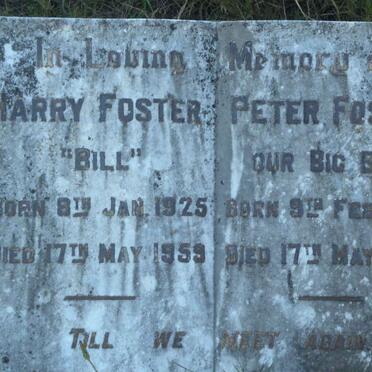 In Loving Memory
HARRY FOSTER PETER FOS
"BILL" OUR BIG B
BORN 8TH JAN. 1925 BORN 9TH FEB
DIED 17TH MAY 1959 DIED 17TH MAY
TILL WE MEET AGAIN